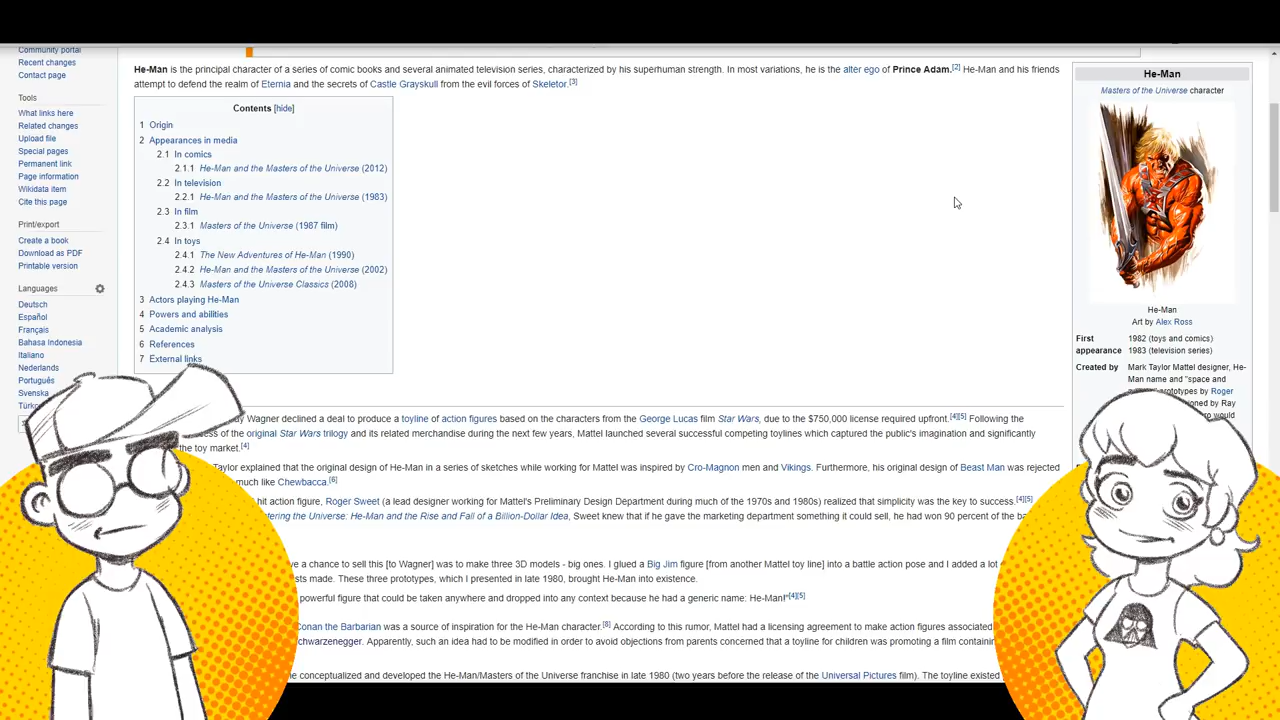 Community portal
Recent changes
Contact page
Tools
What links here
Related changes
Upload file
Special pages
Permanent link
Page information
Wikidata item
Cite this page
Print/export
Create a book
Download as PDF
Printable version
Languages
Deutsch
Español
Français
Bahasa Indonesia
Italiano
Nederlands
Português
Svenska
He-Man is the principal character of a series of comic books and several animated television series, characterized by his superhuman strength. In most variations, he is the alter ego of Prince Adam.[2] He-Man and his friends
attempt to defend the realm of Eternia and the secrets of Castle Grayskull from the evil forces of Skeletor.[3]
Contents [hide]
1 Origin
2 Appearances in media
2.1 In comics
2.1.1 He-Man and the Masters of the Universe (2012)
2.2 In television
2.2.1 He-Man and the Masters of the Universe (1983)
2.3 In film
2.3.1 Masters of the Universe (1987 film)
2.4 In toys
2.4.1 The New Adventures of He-Man (1990)
2.4.2 He-Man and the Masters of the Universe (2002)
2.4.3 Masters of the Universe Classics (2008)
3 Actors playing He-Man
4 Powers and abilities
5 Academic analysis
6 References
7 External links
Wagner declined a deal to produce a toyline of action figures based on the characters from the George Lucas film Star Wars, due to the $750,000 license required upfront.[4][5] Following the
of the original Star Wars trilogy and its related merchandise during the next few years, Mattel launched several successful competing toylines which captured the public's imagination and significantly
the toy market.[4]
Taylor explained that the original design of He-Man in a series of sketches while working for Mattel was inspired by Cro-Magnon men and Vikings. Furthermore, his original design of Beast Man was rejected
much like Chewbacca.[6]
hit action figure, Roger Sweet (a lead designer working for Mattel's Preliminary Design Department during much of the 1970s and 1980s) realized that simplicity was the key to success.[4][5]
the Universe: He-Man and the Rise and Fall of a Billion-Dollar Idea, Sweet knew that if he gave the marketing department something it could sell, he had won 90 percent of the
a chance to sell this [to Wagner] was to make three 3D models - big ones. I glued a Big Jim figure [from another Mattel toy line] into a battle action pose and I added a lot
made. These three prototypes, which I presented in late 1980, brought He-Man into existence.
powerful figure that could be taken anywhere and dropped into any context because he had a generic name: He-Man!"[4][5]
Conan the Barbarian was a source of inspiration for the He-Man character.[8] According to this rumor, Mattel had a licensing agreement to make action figures associated
Apparently, such an idea had to be modified in order to avoid objections from parents concerned that a toyline for children was promoting a film
conceptualized and developed the He-Man/Masters of the Universe franchise in late 1980 (two years before the release of the Universal Pictures film). The toyline existed
He-Man
Masters of the Universe character
He-Man
Art by Alex Ross
First appearance
1982 (toys and comics)
1983 (television series)
Created by
Mark Taylor Mattel designer, He-
Man name and "space and
prototypes by Roger
by Ray
would